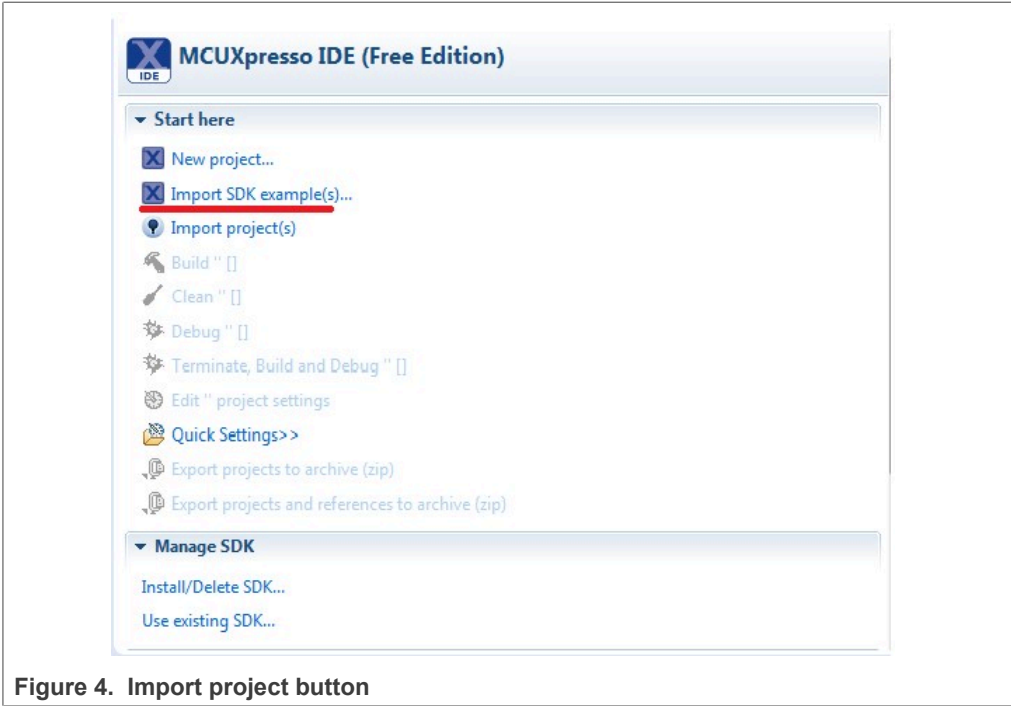 MCUXpresso IDE (Free Edition)
IDE
Start here
New project...
Import SDK example(s)...
Import project(s)
Build '' []
Clean '' []
Debug '' []
Terminate, Build and Debug '' []
Edit '' project settings
Quick Settings>>
Export projects to archive (zip)
Export projects and references to archive (zip)
Manage SDK
Install/Delete SDK...
Use existing SDK...
Figure 4. Import project button